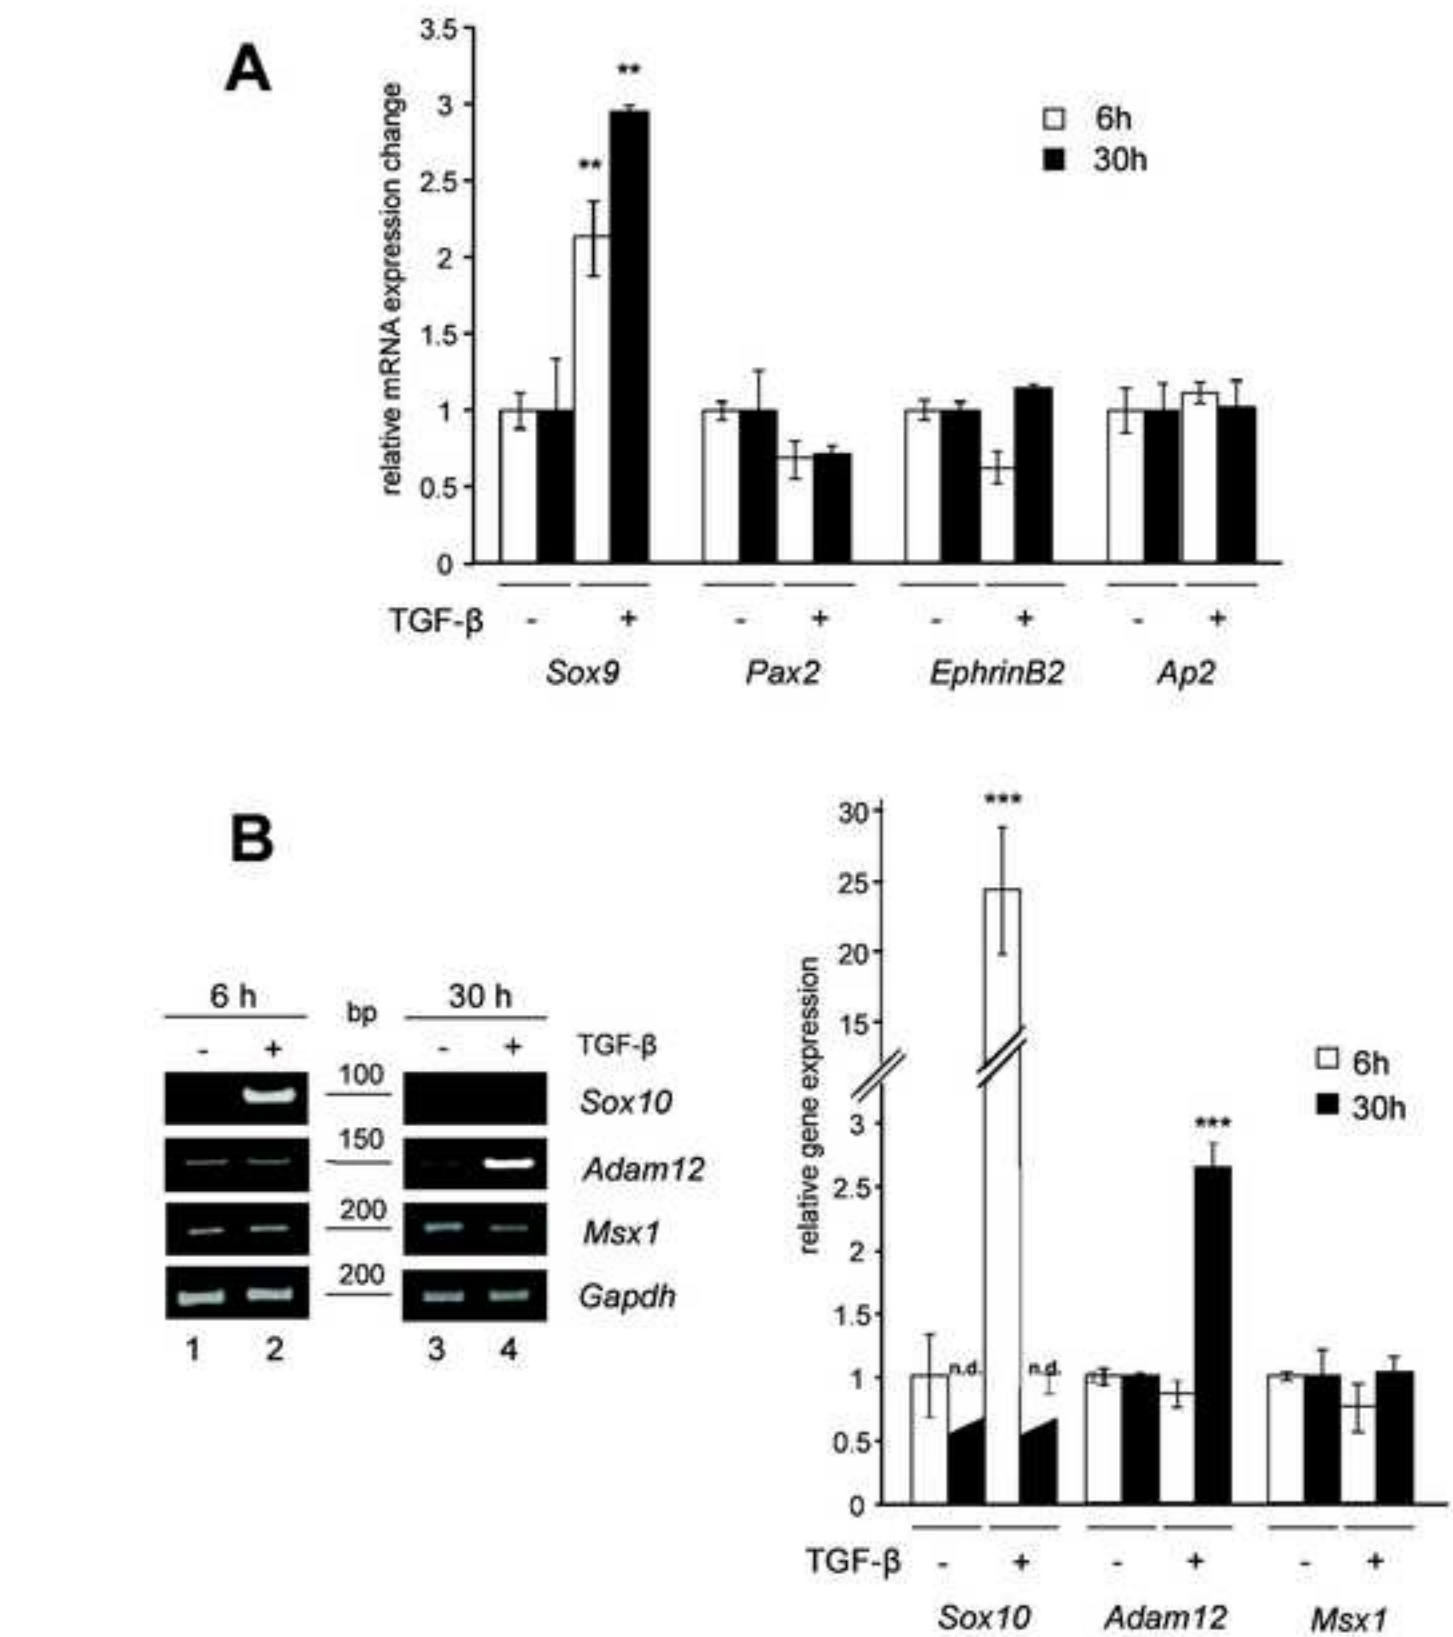 A
3.5
3
2.5
2
1.5
1
0.5
0
relative mRNA expression change
**
**
6h
30h
TGF-β - + - + - + - +
Sox9 Pax2 EphrinB2 Ap2
B
6 h bp 30 h
- + - + TGF-β
100 Sox10
150 Adam12
200 Msx1
200 Gapdh
1 2 3 4
30
25
20
15
3
2.5
2
1.5
1
0.5
0
relative gene expression
***
***
n.d.
n.d.
6h
30h
TGF-β - + - + - +
Sox10 Adam12 Msx1